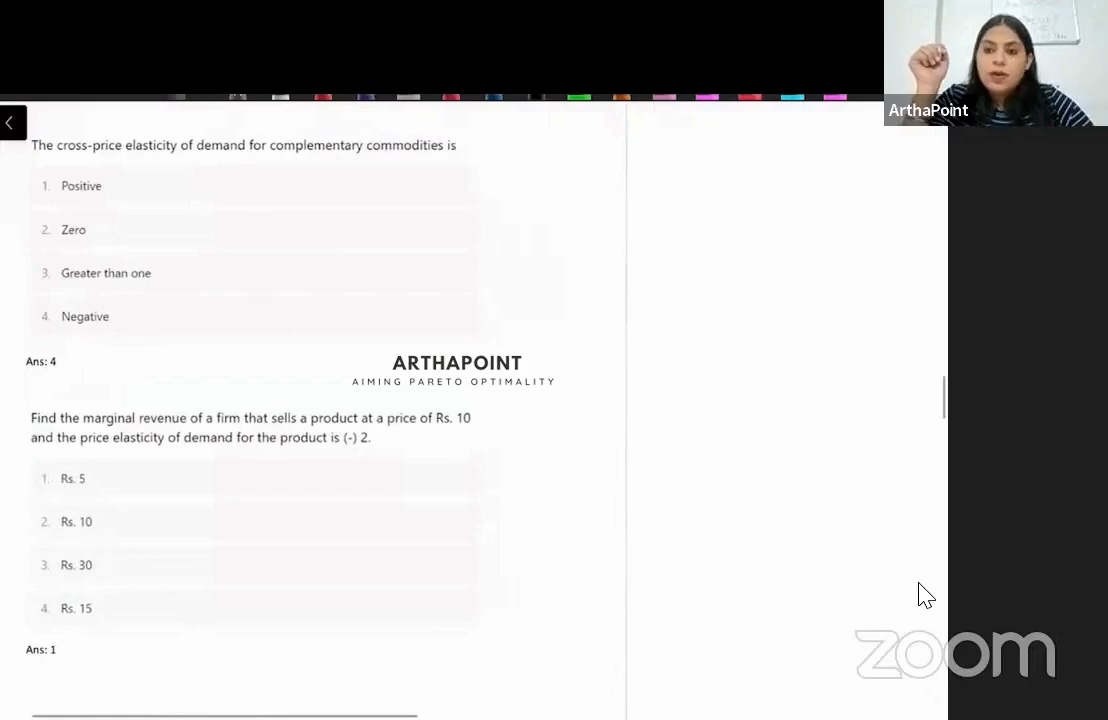 ArthaPoint
The cross-price elasticity of demand for complementary commodities is
1. Positive
2. Zero
3. Greater than one
4. Negative
Ans: 4
ARTHAPOINT
AIMING PARETO OPTIMALITY
Find the marginal revenue of a firm that sells a product at a price of Rs. 10
and the price elasticity of demand for the product is (-) 2.
1. Rs. 5
2. Rs. 10
3. Rs. 30
4. Rs. 15
Ans: 1
zoom